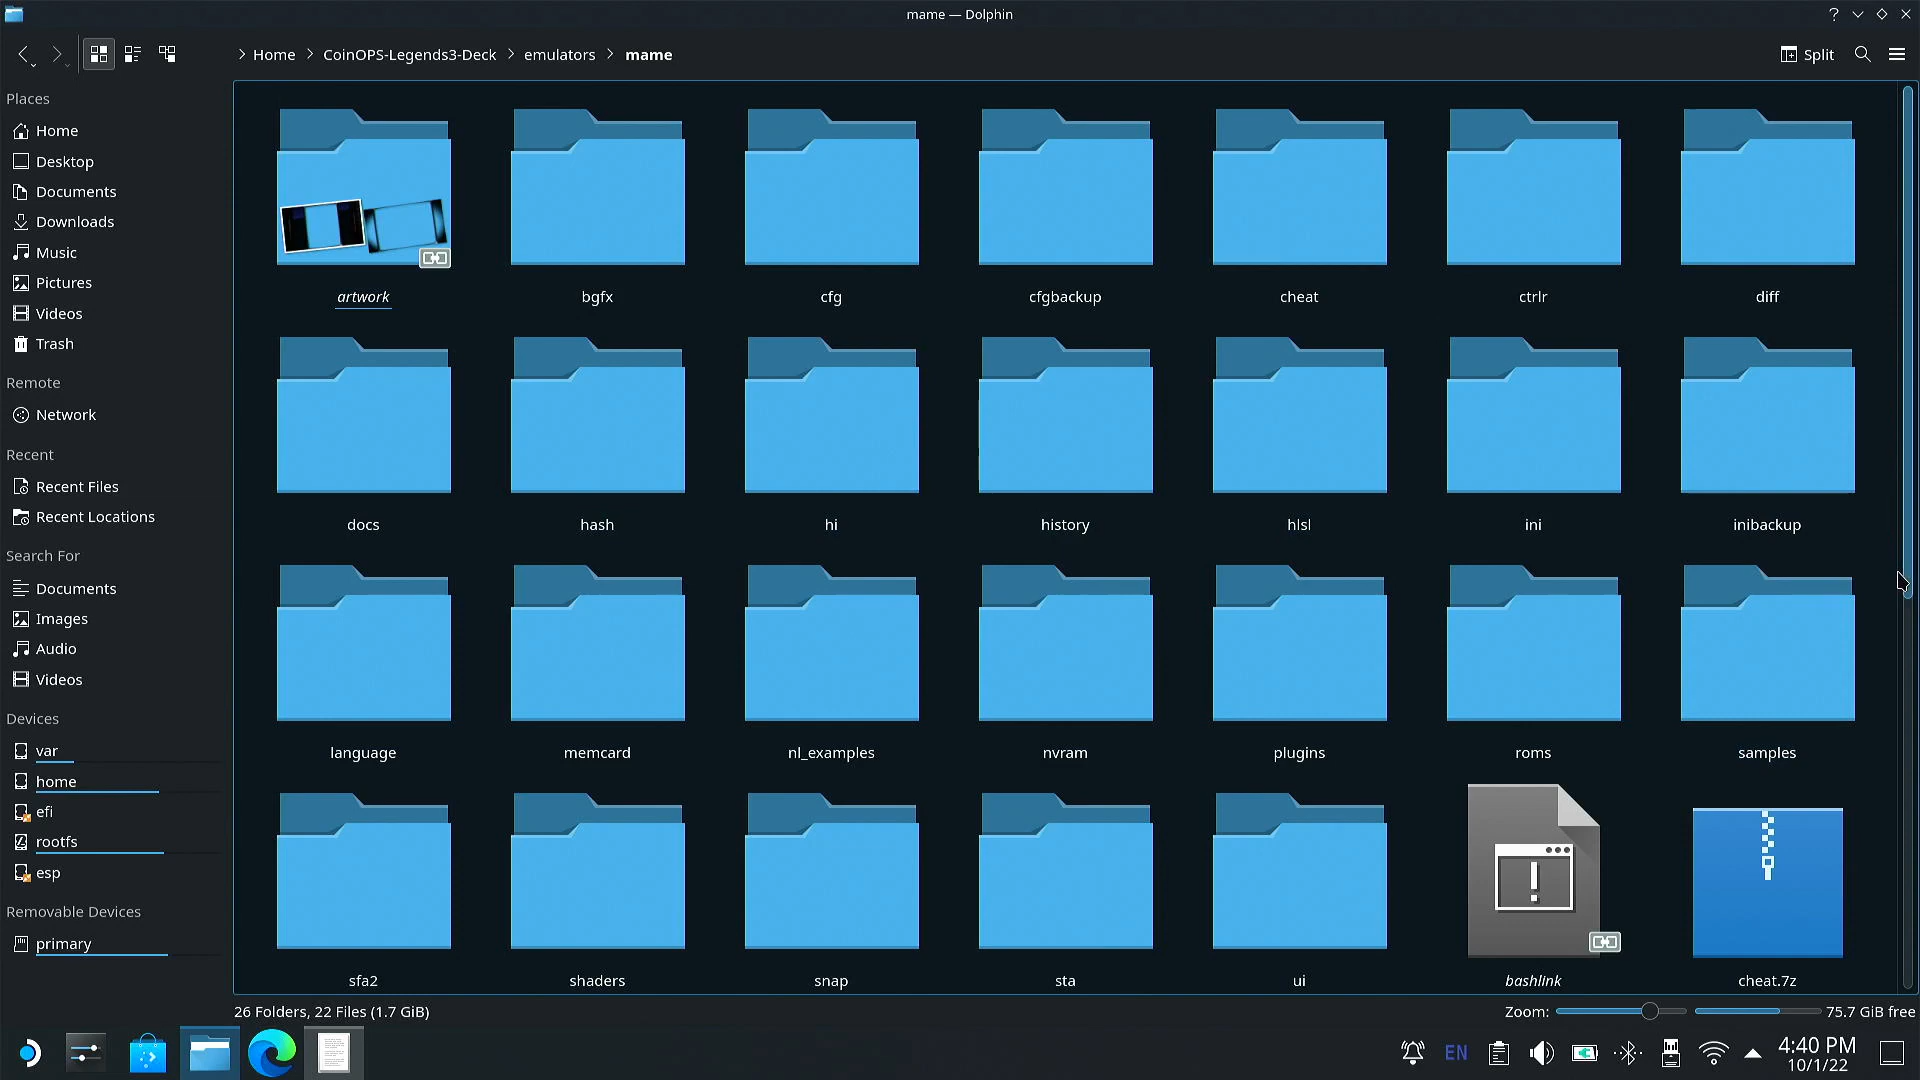 mame — Dolphin
Home
CoinOPS-Legends3-Deck
emulators
mame
Split
Places
Home
Desktop
Documents
Downloads
Music
Pictures
Videos
Trash
Remote
Network
Recent
Recent Files
Recent Locations
Search For
Documents
Images
Audio
Videos
Devices
var
home
efi
rootfs
esp
Removable Devices
primary
artwork
bgfx
cfg
cfgbackup
cheat
ctrlr
diff
docs
hash
hi
history
hlsl
ini
inibackup
language
memcard
nl_examples
nvram
plugins
roms
samples
sfa2
shaders
snap
sta
ui
bashlink
cheat.7z
26 Folders, 22 Files (1.7 GiB)
Zoom:
75.7 GiB free
EN
4:40 PM
10/1/22